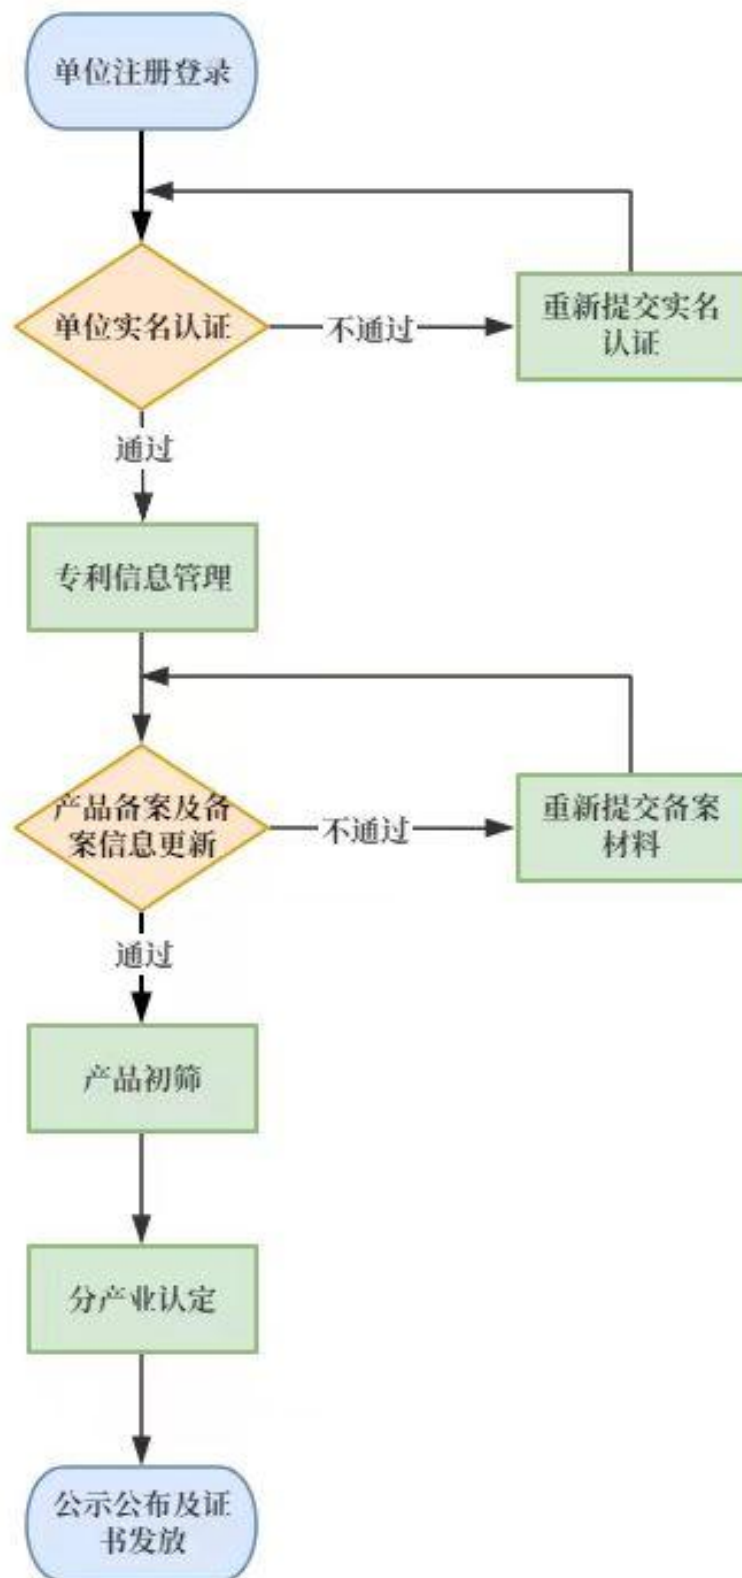 单位注册登录
单位实名认证
不通过
重新提交实名
认证
通过
专利信息管理
产品备案及备
案信息更新
不通过
重新提交备案
材料
通过
产品初筛
分产业认定
公示公布及证
书发放